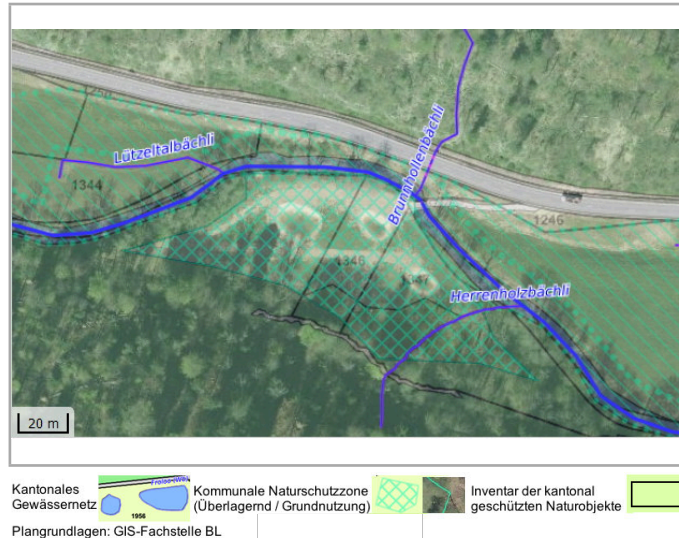 Lützeltalbächli
Brunnhollenbächli
1344
1246
1346
1347
Herrenholzbächli
20 m
Kantonales
Gewässernetz
1956
Kommunale Naturschutzzone
(Überlagernd / Grundnutzung)
Inventar der kantonal
geschützten Naturobjekte
Plangrundlagen: GIS-Fachstelle BL